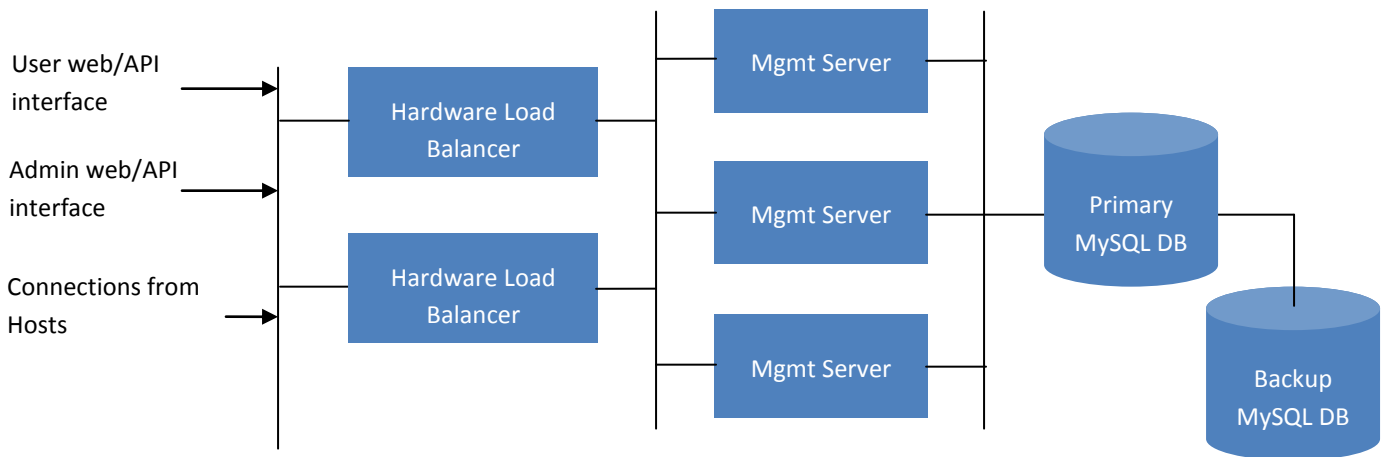 User web/API
interface
Admin web/API
interface
Connections from
Hosts
Hardware Load
Balancer
Hardware Load
Balancer
Mgmt Server
Mgmt Server
Mgmt Server
Primary
MySQL DB
Backup
MySQL DB